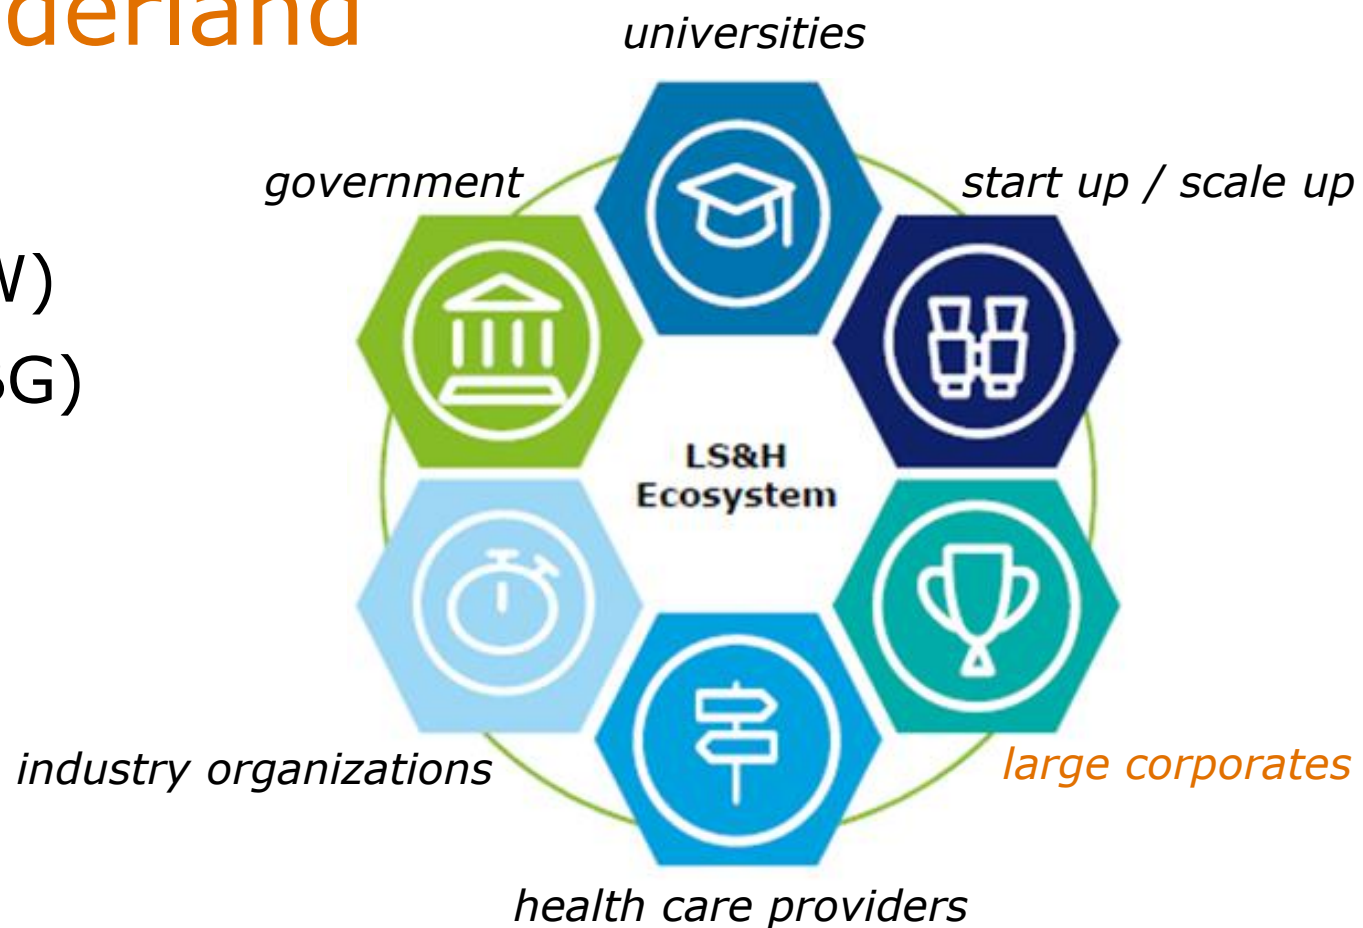 derland
universities
government
start up / scale up
W)
G)
LS&H
Ecosystem
industry organizations
large corporates
health care providers